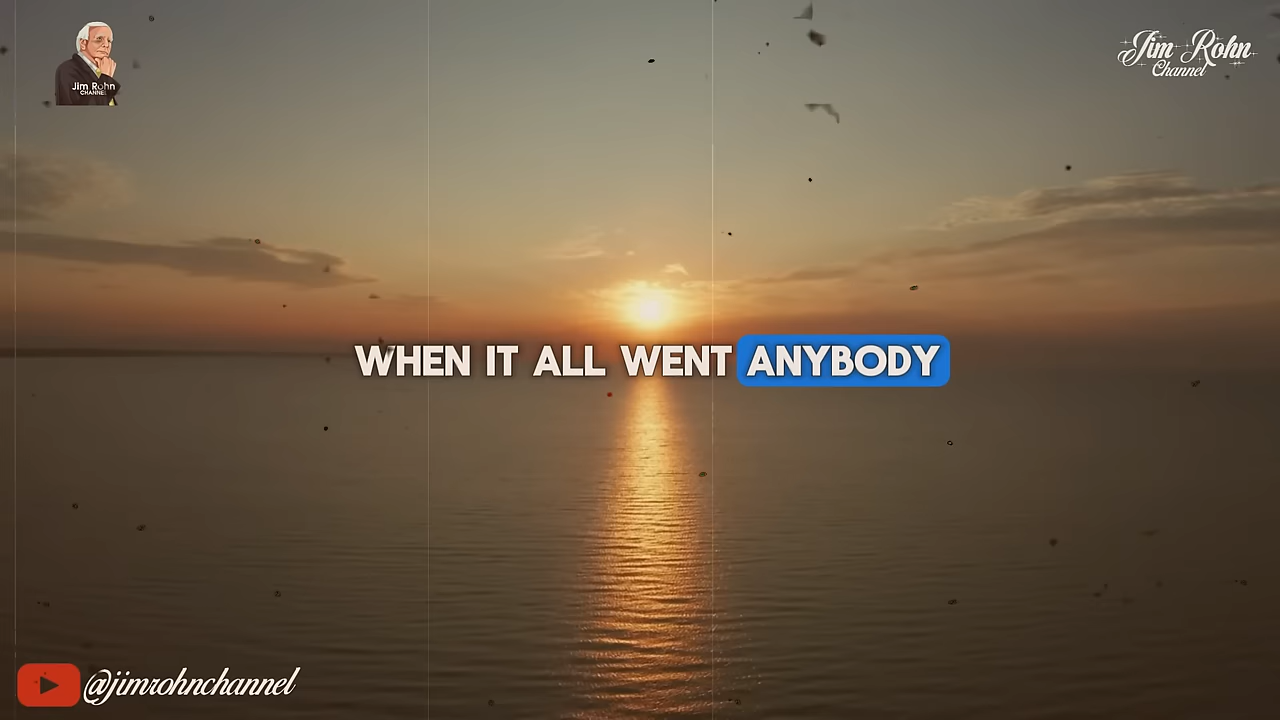 Jim Rohn
CHANNEL
Jim Rohn
Channel
WHEN IT ALL WENT ANYBODY
@jimrohnchannel